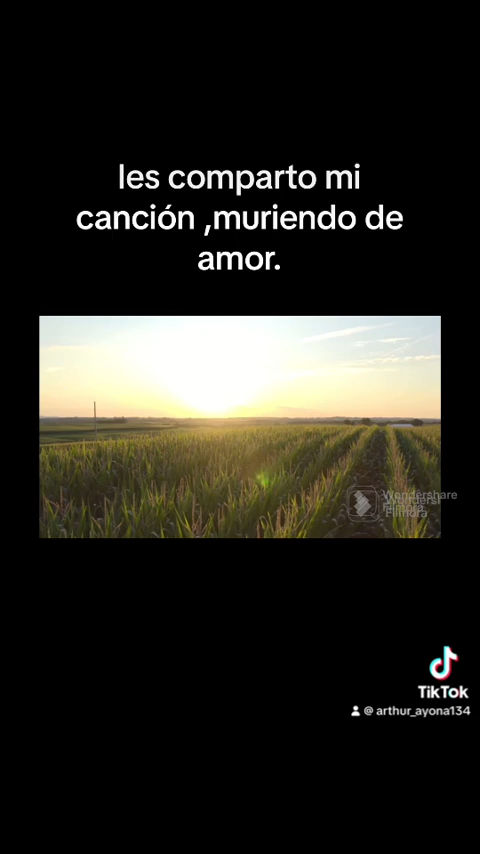 les comparto mi
canción ,muriendo de
amor.
Wondershare
Filmora
TikTok
@ arthur_ayona134